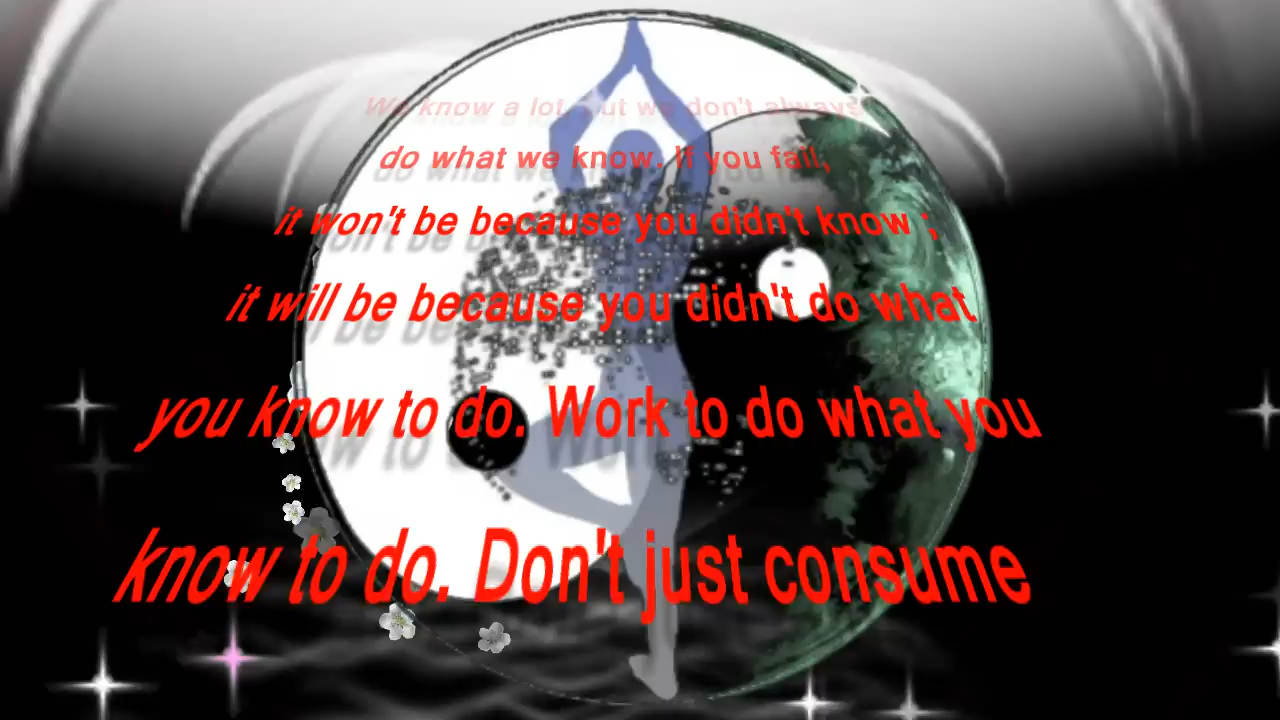 We know a lot, but we don't always
do what we know. If you fail,
it won't be because you didn't know ;
it will be because you didn't do what
you know to do. Work to do what you
know to do. Don't just consume